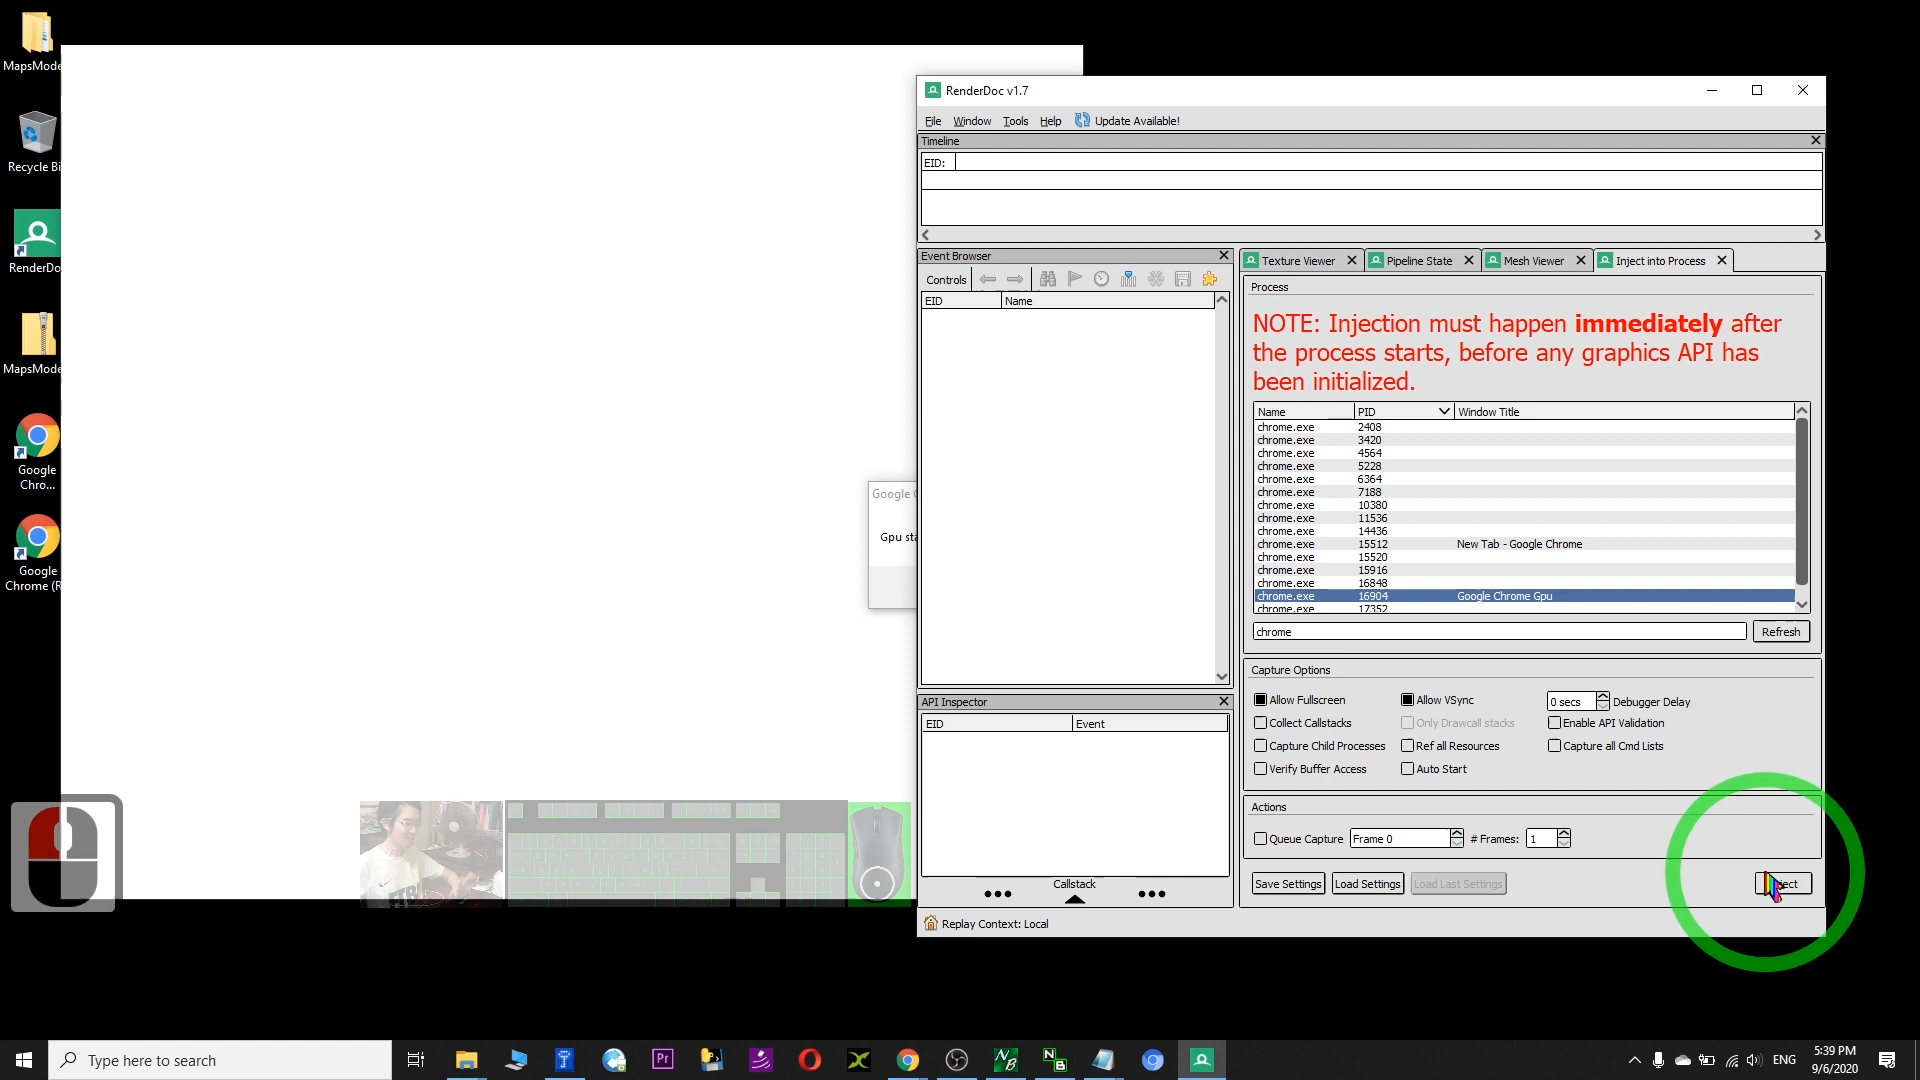 MapsMode
Recycle Bi
RenderDo
MapsMode
Google
Chro...
Google
Chrome (R
Google
Gpu sta
RenderDoc v1.7
File Window Tools Help Update Available!
Timeline
EID:
Event Browser
Controls
EID Name
API Inspector
EID Event
Callstack
Replay Context: Local
Texture Viewer Pipeline State Mesh Viewer Inject into Process
Process
NOTE: Injection must happen immediately after
the process starts, before any graphics API has
been initialized.
Name PID Window Title
chrome.exe 2408
chrome.exe 3420
chrome.exe 4564
chrome.exe 5228
chrome.exe 6364
chrome.exe 7188
chrome.exe 10380
chrome.exe 11536
chrome.exe 14436
chrome.exe 15512 New Tab - Google Chrome
chrome.exe 15520
chrome.exe 15916
chrome.exe 16848
chrome.exe 16904 Google Chrome Gpu
chrome.exe 17352
chrome Refresh
Capture Options
Allow Fullscreen Allow VSync 0 secs Debugger Delay
Collect Callstacks Only Drawcall stacks Enable API Validation
Capture Child Processes Ref all Resources Capture all Cmd Lists
Verify Buffer Access Auto Start
Actions
Queue Capture Frame 0 # Frames: 1
Save Settings Load Settings Load Last Settings
Type here to search
Pr
ENG
5:39 PM
9/6/2020